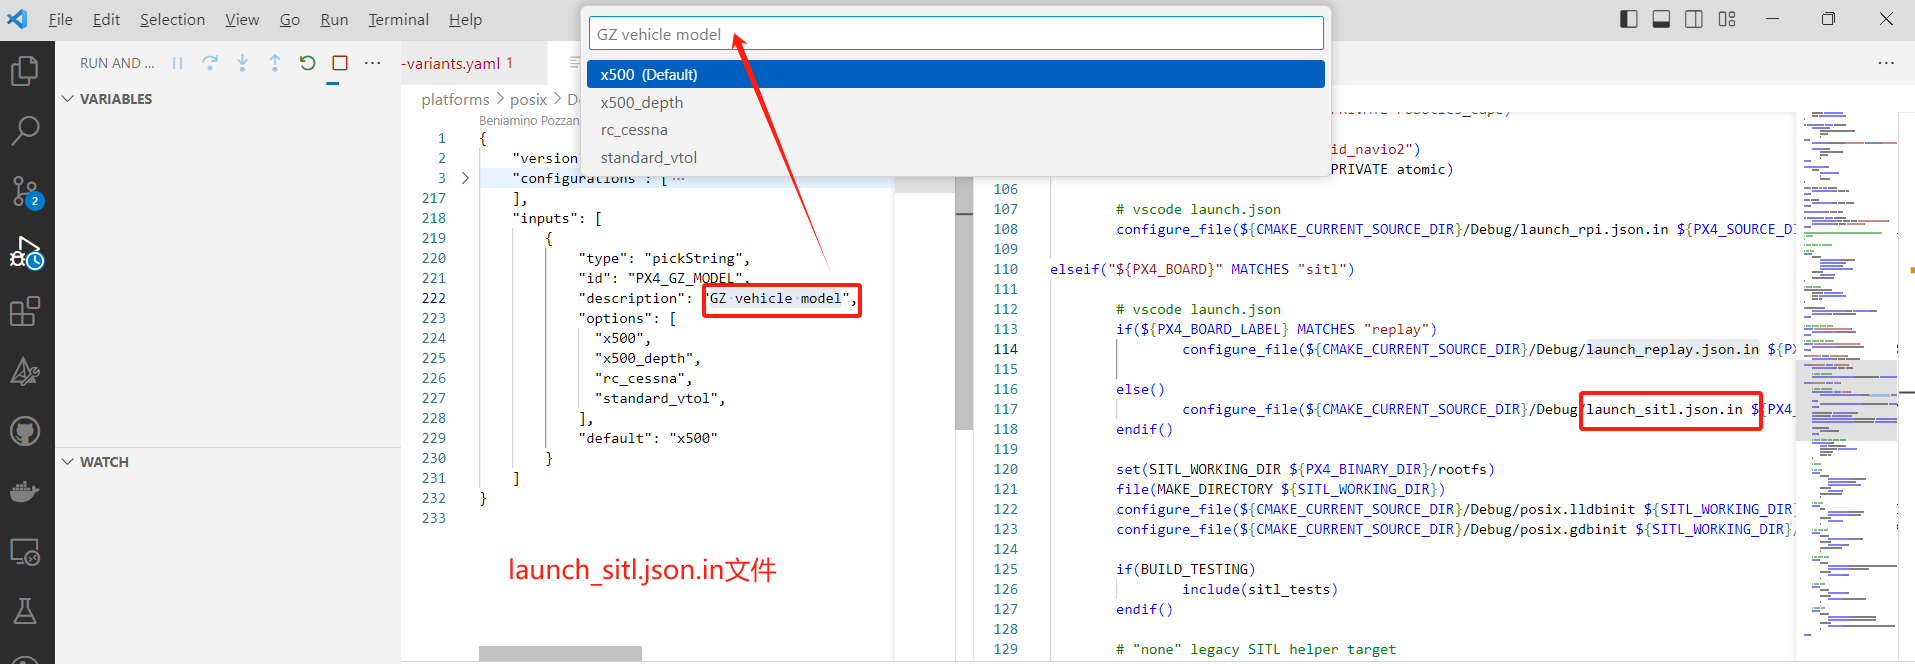 File Edit Selection View Go Run Terminal Help
GZ vehicle model
x500 (Default)
x500_depth
rc_cessna
standard_vtol
RUN AND ...
VARIABLES
WATCH
2
-variants.yaml 1
platforms > posix > D
Beniamino Pozzan
1 {
2 "version"
3 "configurations": [ ...
217 ],
218 "inputs": [
219 {
220 "type": "pickString",
221 "id": "PX4_GZ_MODEL",
222 "description": "GZ vehicle model",
223 "options": [
224 "x500",
225 "x500_depth",
226 "rc_cessna",
227 "standard_vtol",
228 ],
229 "default": "x500"
230 }
231 ]
232 }
233
launch_sitl.json.in文件
id_navio2")
PRIVATE atomic)
106
107 # vscode launch.json
108 configure_file(${CMAKE_CURRENT_SOURCE_DIR}/Debug/launch_rpi.json.in ${PX4_SOURCE_DI
109
110 elseif("${PX4_BOARD}" MATCHES "sitl")
111
112 # vscode launch.json
113 if(${PX4_BOARD_LABEL} MATCHES "replay")
114 configure_file(${CMAKE_CURRENT_SOURCE_DIR}/Debug/launch_replay.json.in ${PX
115
116 else()
117 configure_file(${CMAKE_CURRENT_SOURCE_DIR}/Debug/launch_sitl.json.in ${PX4_
118 endif()
119
120 set(SITL_WORKING_DIR ${PX4_BINARY_DIR}/rootfs)
121 file(MAKE_DIRECTORY ${SITL_WORKING_DIR})
122 configure_file(${CMAKE_CURRENT_SOURCE_DIR}/Debug/posix.lldbinit ${SITL_WORKING_DIR}
123 configure_file(${CMAKE_CURRENT_SOURCE_DIR}/Debug/posix.gdbinit ${SITL_WORKING_DIR}/
124
125 if(BUILD_TESTING)
126 include(sitl_tests)
127 endif()
128
129 # "none" legacy SITL helper target